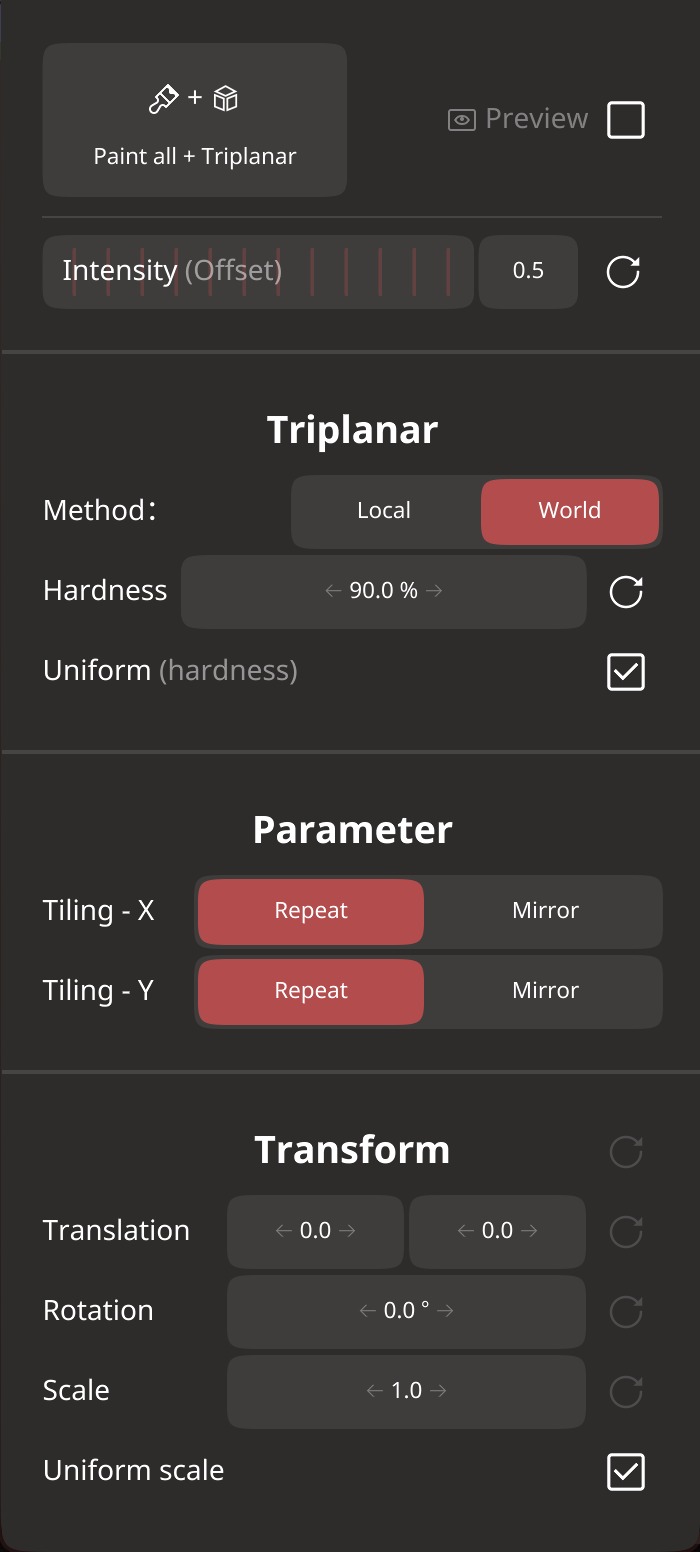 +
Paint all + Triplanar
Preview
Intensity (Offset) 0.5
Triplanar
Method: Local World
Hardness ← 90.0 % →
Uniform (hardness)
Parameter
Tiling - X Repeat Mirror
Tiling - Y Repeat Mirror
Transform
Translation ← 0.0 → ← 0.0 →
Rotation ← 0.0 ° →
Scale ← 1.0 →
Uniform scale